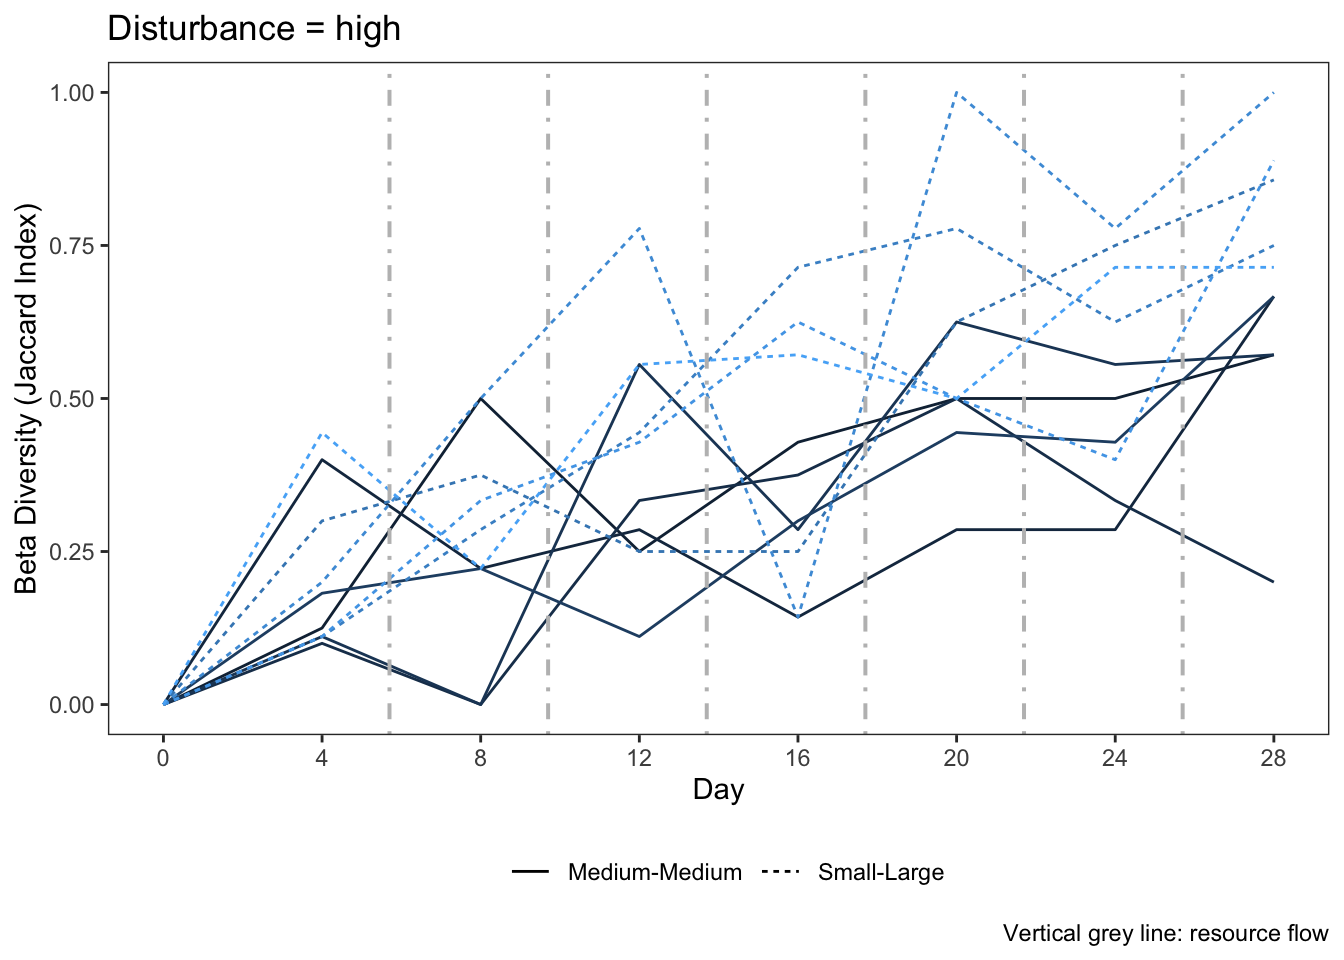 Disturbance = high
Beta Diversity (Jaccard Index)
1.00
0.75
0.50
0.25
0.00
0 4 8 12 16 20 24 28
Day
Medium-Medium Small-Large
Vertical grey line: resource flow